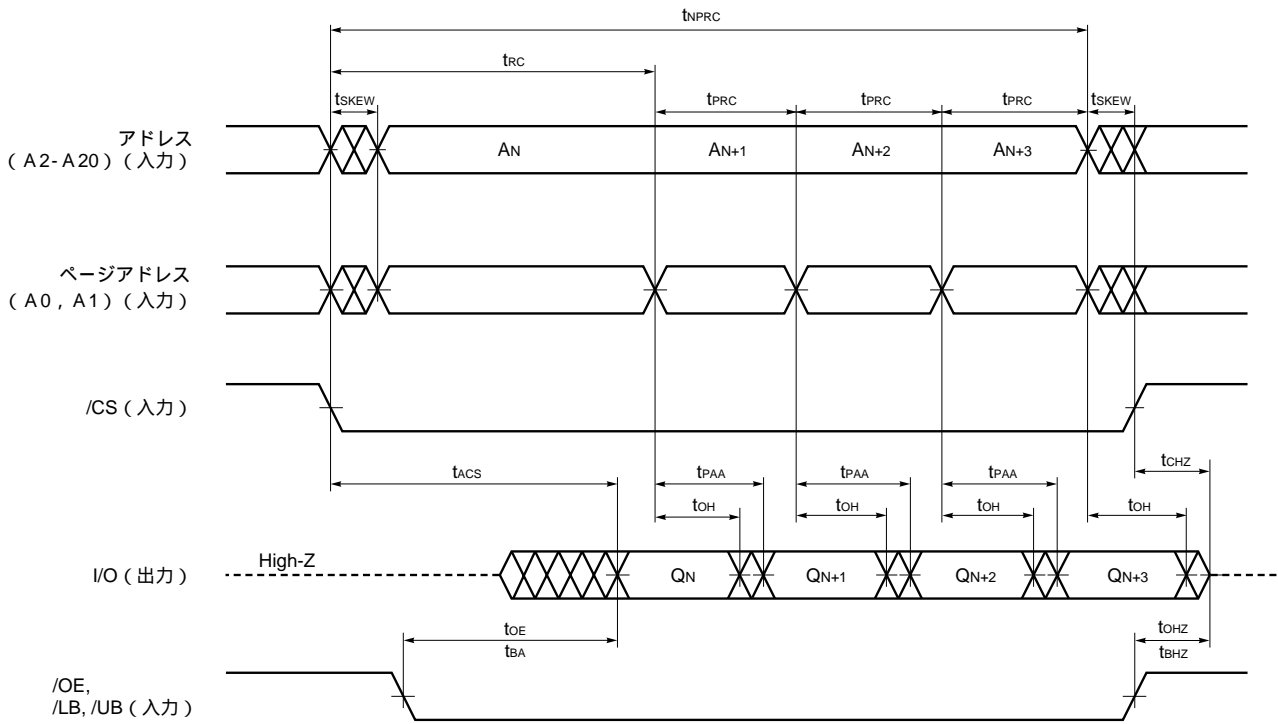 tNPRC
tRC
tSKEW
tPRC
tPRC
tPRC
tSKEW
アドレス
( A2- A20 ) ( 入力 )
AN
AN+1
AN+2
AN+3
ページアドレス
( A0 , A1 ) ( 入力 )
/CS ( 入力 )
tACS
tPAA
tPAA
tPAA
tCHZ
tOH
tOH
tOH
tOH
I/O ( 出力 )
High-Z
QN
QN+1
QN+2
QN+3
tOE
tBA
tOHZ
tBHZ
/OE,
/LB, /UB ( 入力 )